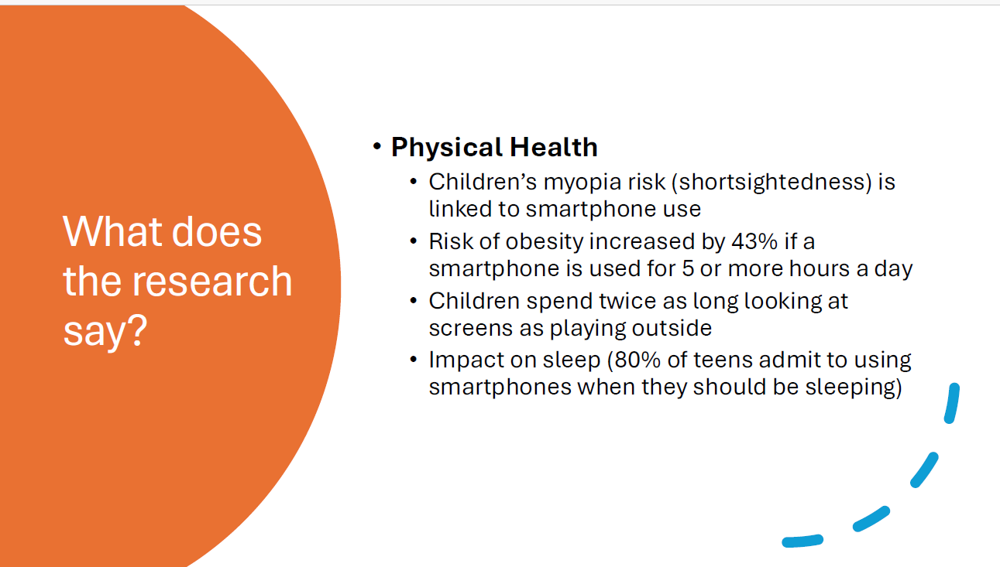 What does
the research
say?
• Physical Health
• Children’s myopia risk (shortsightedness) is
linked to smartphone use
• Risk of obesity increased by 43% if a
smartphone is used for 5 or more hours a day
• Children spend twice as long looking at
screens as playing outside
• Impact on sleep (80% of teens admit to using
smartphones when they should be sleeping)